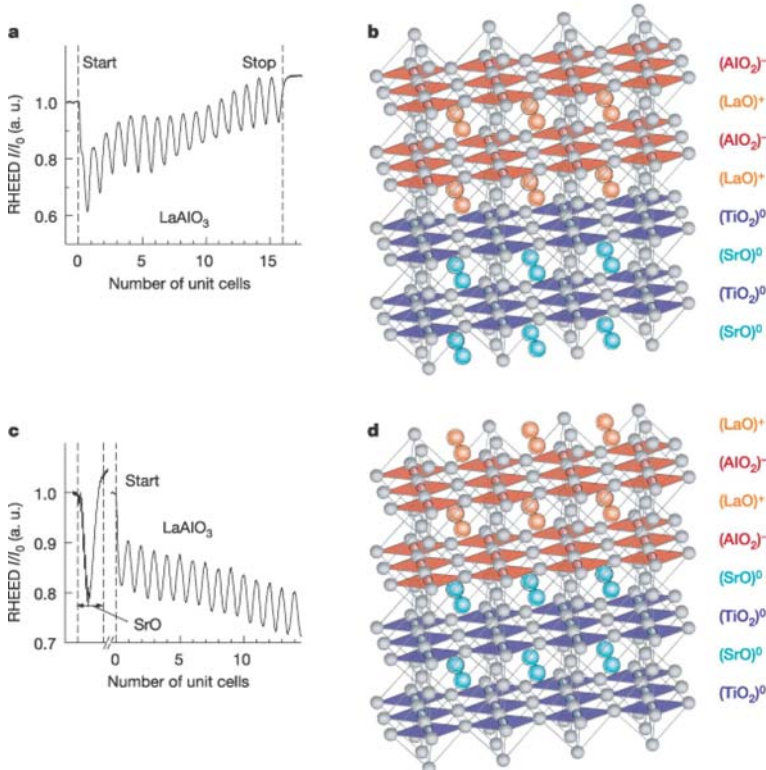 a
Start
Stop
1.0
0.8
0.6
RHEED I/I₀ (a. u.)
LaAlO₃
0 5 10 15
Number of unit cells
b
(AlO₂)⁻
(LaO)⁺
(AlO₂)⁻
(LaO)⁺
(TiO₂)⁰
(SrO)⁰
(TiO₂)⁰
(SrO)⁰
c
Start
1.0
0.9
0.8
0.7
RHEED I/I₀ (a. u.)
LaAlO₃
SrO
0 5 10
Number of unit cells
d
(LaO)⁺
(AlO₂)⁻
(LaO)⁺
(AlO₂)⁻
(SrO)⁰
(TiO₂)⁰
(SrO)⁰
(TiO₂)⁰